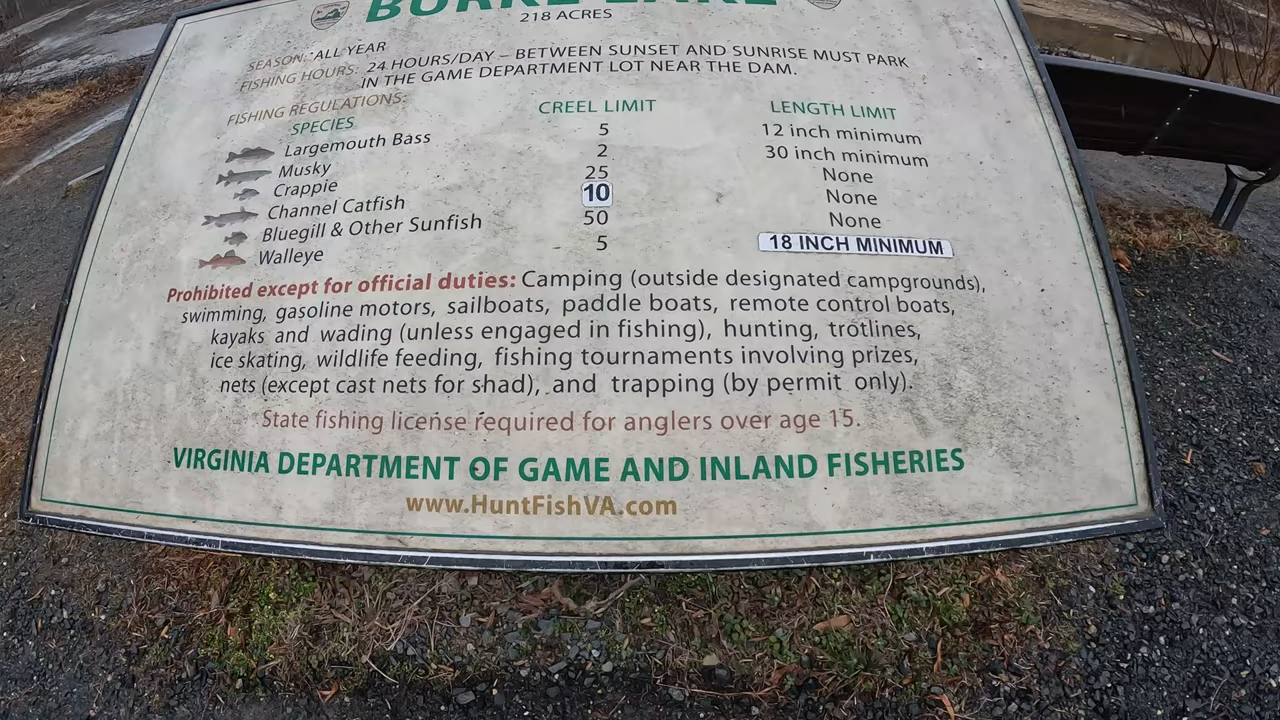 BURKE LAKE
218 ACRES
SEASON: ALL YEAR
FISHING HOURS: 24 HOURS/DAY – BETWEEN SUNSET AND SUNRISE MUST PARK
IN THE GAME DEPARTMENT LOT NEAR THE DAM.
FISHING REGULATIONS:
SPECIES CREEL LIMIT LENGTH LIMIT
Largemouth Bass 5 12 inch minimum
Musky 2 30 inch minimum
Crappie 25 None
Channel Catfish 10 None
Bluegill & Other Sunfish 50 None
Walleye 5 18 INCH MINIMUM
Prohibited except for official duties: Camping (outside designated campgrounds),
swimming, gasoline motors, sailboats, paddle boats, remote control boats,
kayaks and wading (unless engaged in fishing), hunting, trotlines,
ice skating, wildlife feeding, fishing tournaments involving prizes,
nets (except cast nets for shad), and trapping (by permit only).
State fishing license required for anglers over age 15.
VIRGINIA DEPARTMENT OF GAME AND INLAND FISHERIES
www.HuntFishVA.com